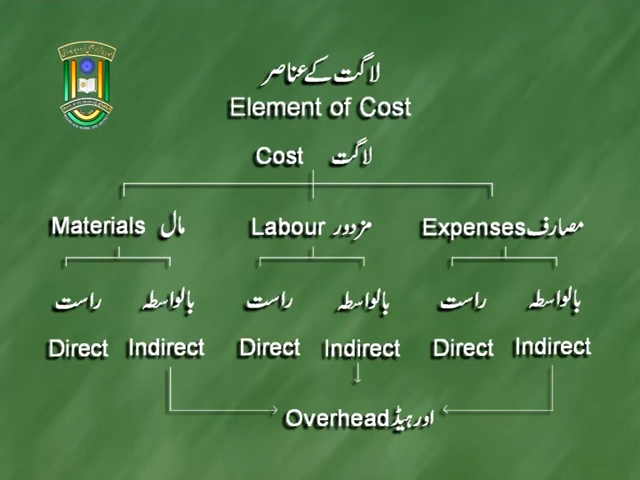 لاگت کے عناصر
Element of Cost
Cost لاگت
Materials مال Labour مزدور Expenses مصارف
راست بالواسطہ راست بالواسطہ راست بالواسطہ
Direct Indirect Direct Indirect Direct Indirect
Overhead اورہیڈ